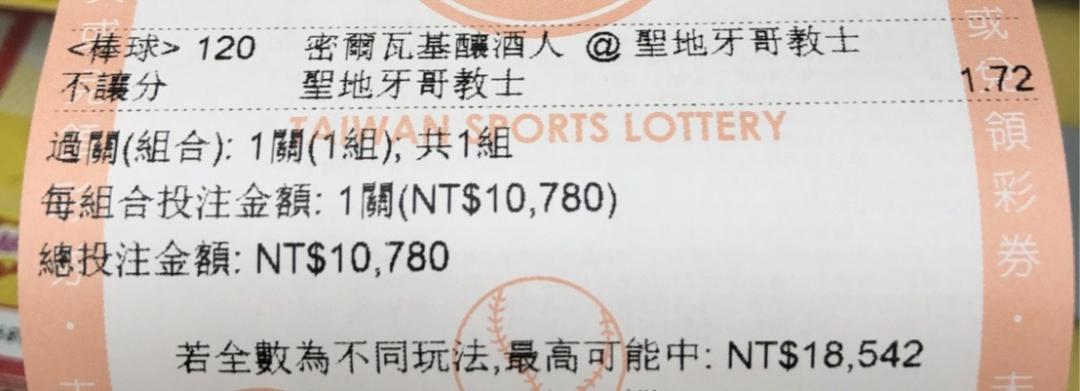 <棒球> 120 密爾瓦基釀酒人 @ 聖地牙哥教士
不讓分 聖地牙哥教士 1.72
TAIWAN SPORTS LOTTERY
過關(組合): 1關(1組); 共1組
每組合投注金額: 1關(NT$10,780)
總投注金額: NT$10,780
若全數為不同玩法,最高可能中: NT$18,542
或
領
彩
券
·